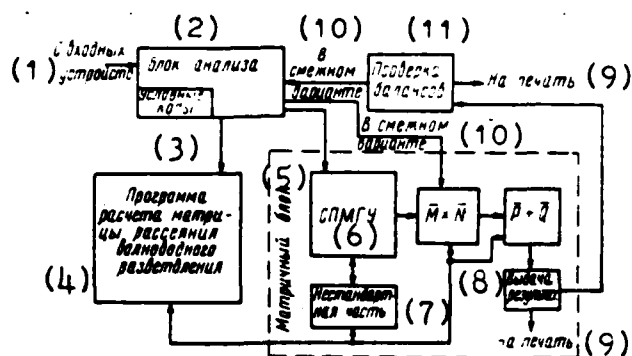 (2)
(10)
(11)
(1)
С входных
устройств
Блок анализа
Условные
коды
В
смежном
варианте
Проверка
балансов
На печать
(9)
(3)
В смежном
варианте
(10)
(4)
Программа
расчета матри-
цы рассеяния
волноводного
разветвления
(5)
Матричный блок
СПМГУ
(6)
M̄ × N̄
P̄ + Q̄
(7)
Нестандарт-
ная часть
(8)
Выдача
результ.
На печать
(9)